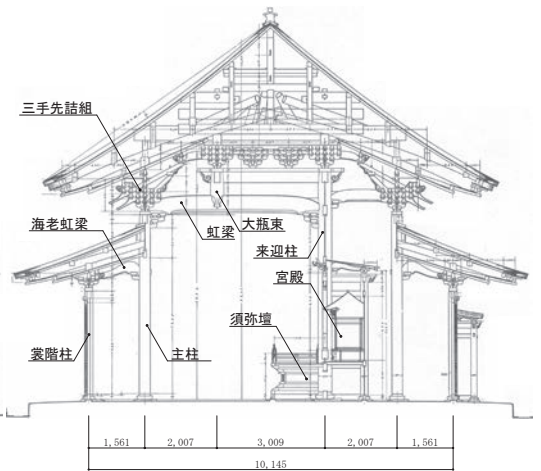 三手先詰組
海老虹梁
虹梁
大瓶束
来迎柱
宮殿
須弥壇
裳階柱
主柱
1,561
2,007
3,009
2,007
1,561
10,145